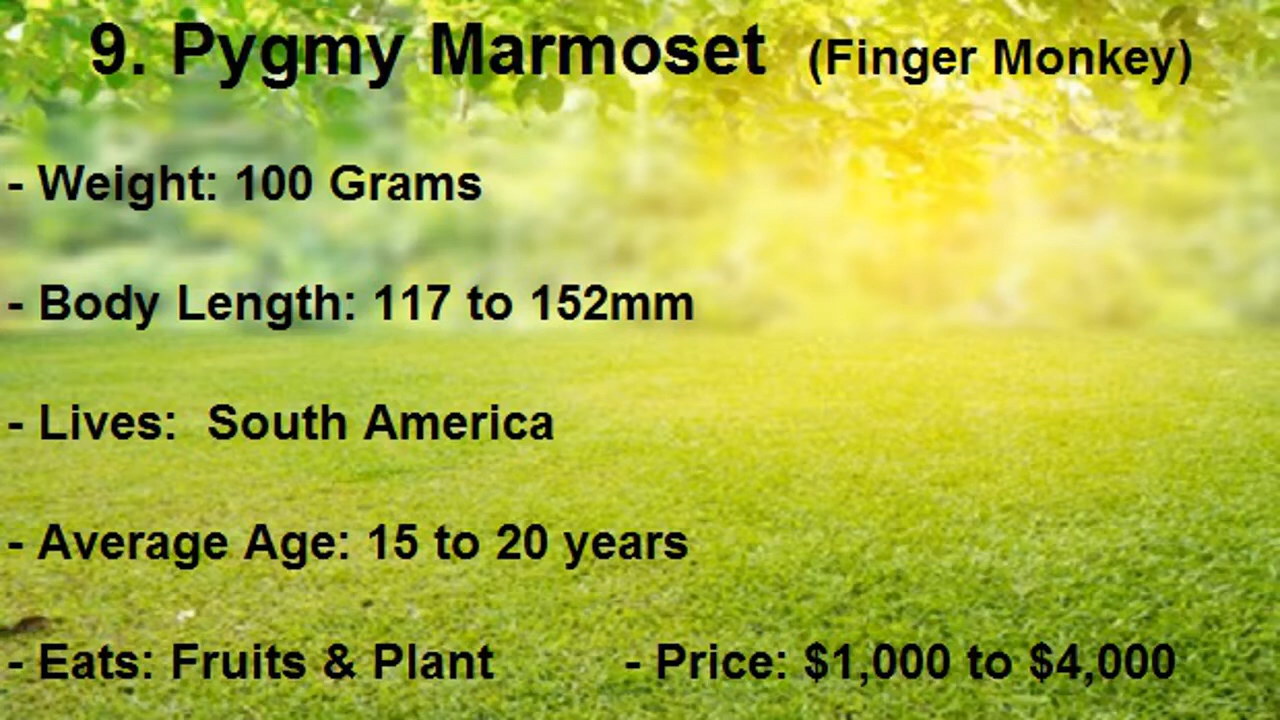 9. Pygmy Marmoset (Finger Monkey)
- Weight: 100 Grams
- Body Length: 117 to 152mm
- Lives: South America
- Average Age: 15 to 20 years
- Eats: Fruits & Plant - Price: $1,000 to $4,000